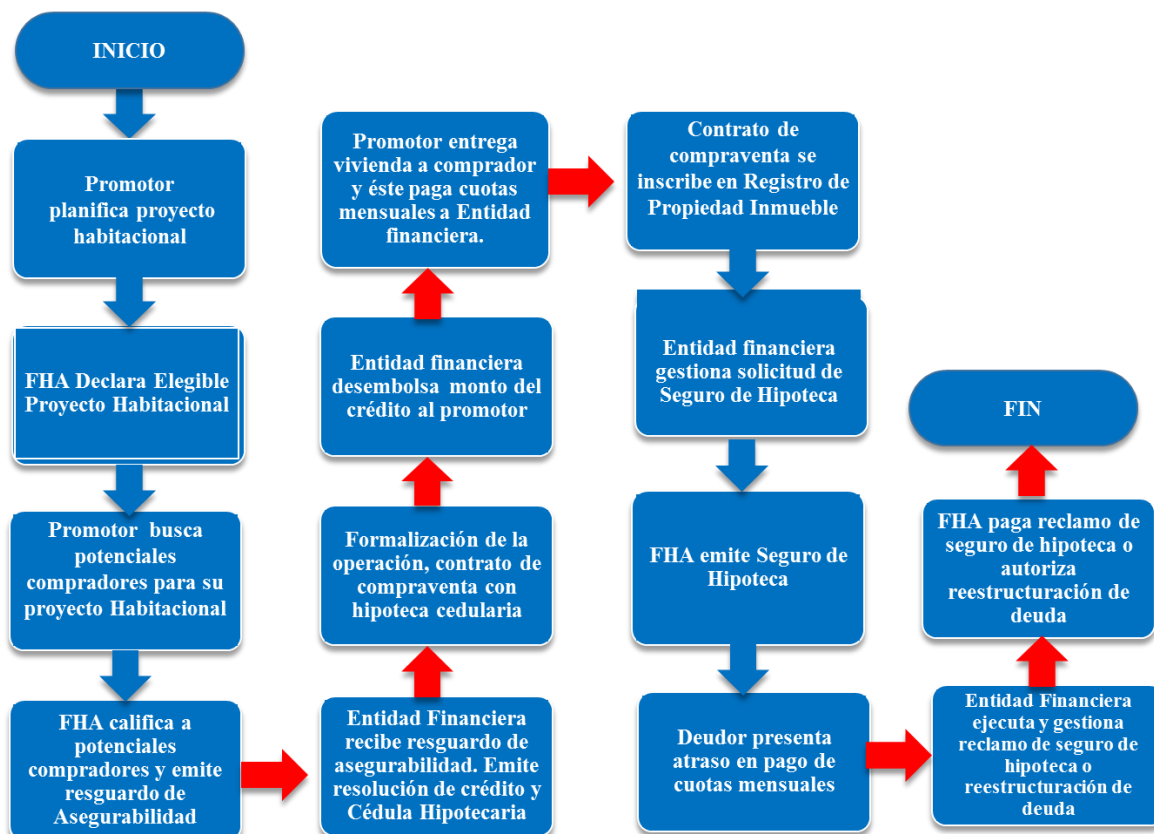 INICIO
Promotor
planifica proyecto
habitacional
FHA Declara Elegible
Proyecto Habitacional
Promotor busca
potenciales
compradores para su
proyecto Habitacional
FHA califica a
potenciales
compradores y emite
resguardo de
Asegurabilidad
Entidad Financiera
recibe resguardo de
asegurabilidad. Emite
resolución de crédito y
Cédula Hipotecaria
Formalización de la
operación, contrato de
compraventa con
hipoteca cedularia
Entidad financiera
desembolsa monto del
crédito al promotor
Promotor entrega
vivienda a comprador
y éste paga cuotas
mensuales a Entidad
financiera.
Contrato de
compraventa se
inscribe en Registro de
Propiedad Inmueble
Entidad financiera
gestiona solicitud de
Seguro de Hipoteca
FHA emite Seguro de
Hipoteca
Deudor presenta
atraso en pago de
cuotas mensuales
Entidad Financiera
ejecuta y gestiona
reclamo de seguro de
hipoteca o
reestructuración de
deuda
FHA paga reclamo de
seguro de hipoteca o
autoriza
reestructuración de
deuda
FIN